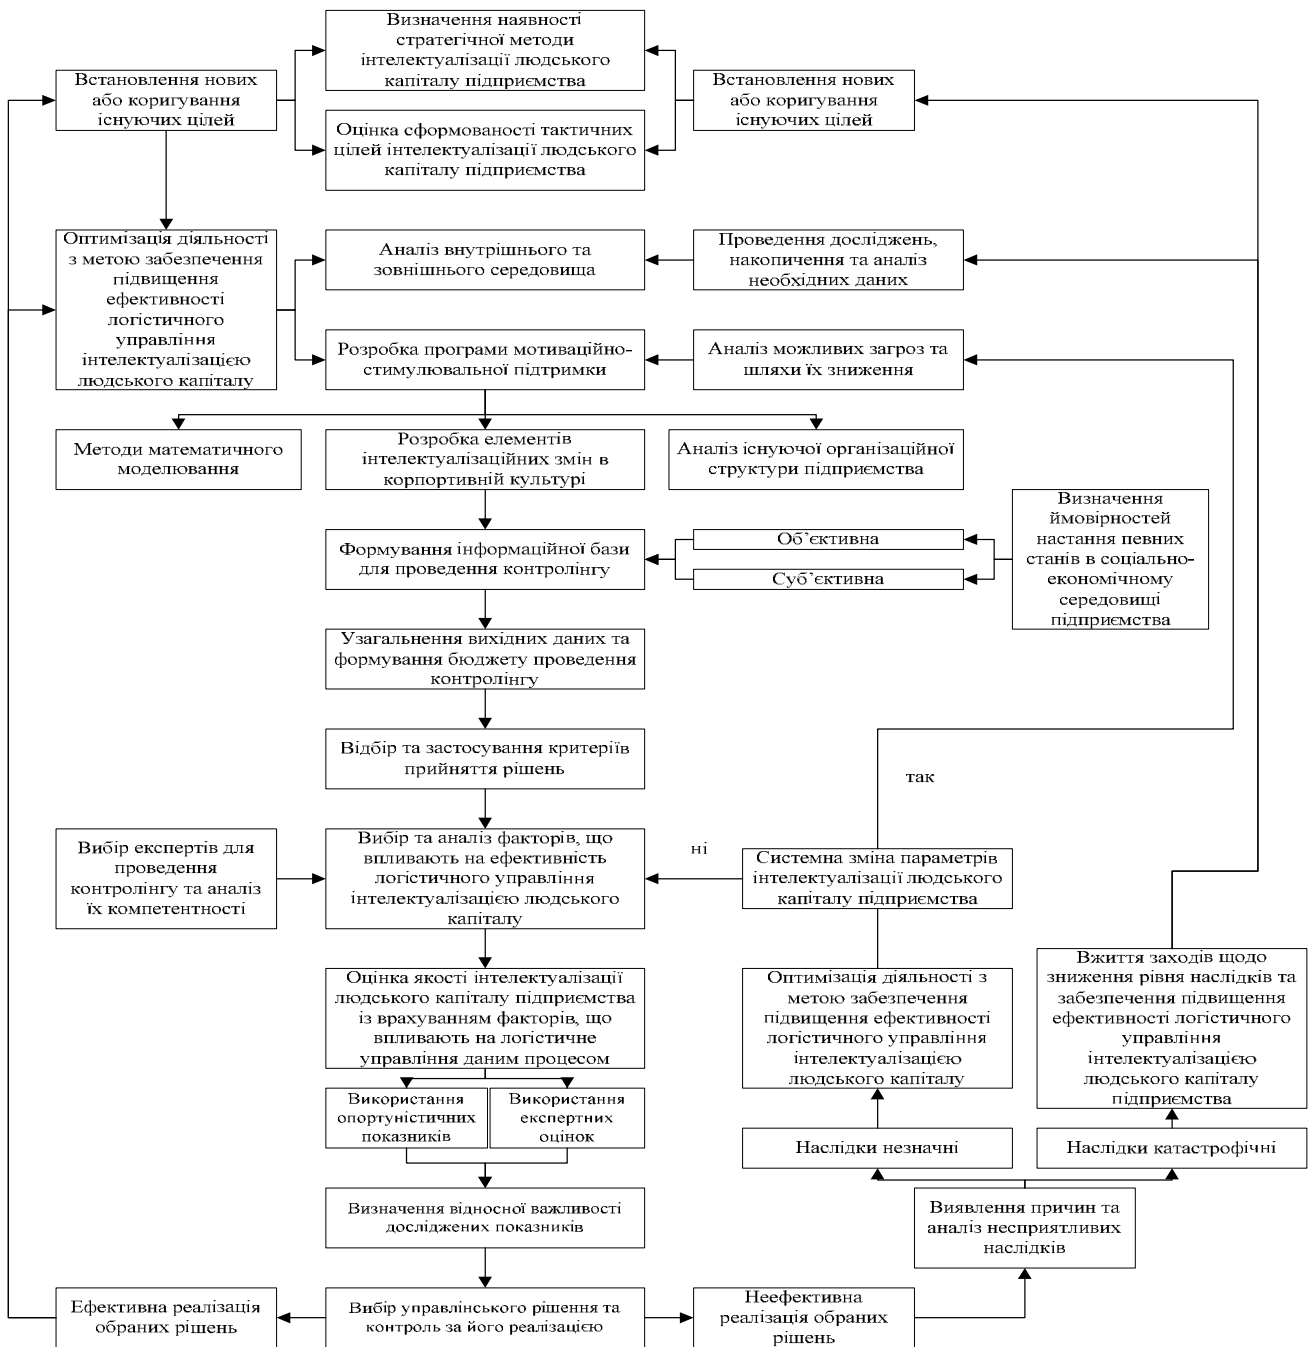 Визначення наявності
стратегічної методи
інтелектуалізації людського
капіталу підприємства
Встановлення нових
або коригування
існуючих цілей
Встановлення нових
або коригування
існуючих цілей
Оцінка сформованості тактичних
цілей інтелектуалізації людського
капіталу підприємства
Оптимізація діяльності
з метою забезпечення
підвищення
ефективності
логістичного
управління
інтелектуалізацією
людського капіталу
Аналіз внутрішнього та
зовнішнього середовища
Проведення досліджень,
накопичення та аналіз
необхідних даних
Розробка програми мотиваційно-
стимулювальної підтримки
Аналіз можливих загроз та
шляхи їх зниження
Методи математичного
моделювання
Розробка елементів
інтелектуалізаційних змін в
корпортивній культурі
Аналіз існуючої організаційної
структури підприємства
Формування інформаційної бази
для проведення контролінгу
Об’єктивна
Суб’єктивна
Визначення
ймовірностей
настання певних
станів в соціально-
економічному
середовищі
підприємства
Узагальнення вихідних даних та
формування бюджету проведення
контролінгу
Відбір та застосування критеріїв
прийняття рішень
так
Вибір експертів для
проведення
контролінгу та аналіз
їх компетентності
Вибір та аналіз факторів, що
впливають на ефективність
логістичного управління
інтелектуалізацією людського
капіталу
ні
Системна зміна параметрів
інтелектуалізації людського
капіталу підприємства
Оцінка якості інтелектуалізації
людського капіталу підприємства
із врахуванням факторів, що
впливають на логістичне
управління даним процесом
Оптимізація діяльності з
метою забезпечення
підвищення ефективності
логістичного управління
інтелектуалізацією
людського капіталу
Вжиття заходів щодо
зниження рівня наслідків та
забезпечення підвищення
ефективності логістичного
управління
інтелектуалізацією
людського капіталу
підприємства
Використання
опортуністичних
показників
Використання
експертних
оцінок
Наслідки незначні
Наслідки катастрофічні
Визначення відносної важливості
досліджених показників
Виявлення причин та
аналіз несприятливих
наслідків
Ефективна реалізація
обраних рішень
Вибір управлінського рішення та
контроль за його реалізацією
Неефективна
реалізація обраних
рішень